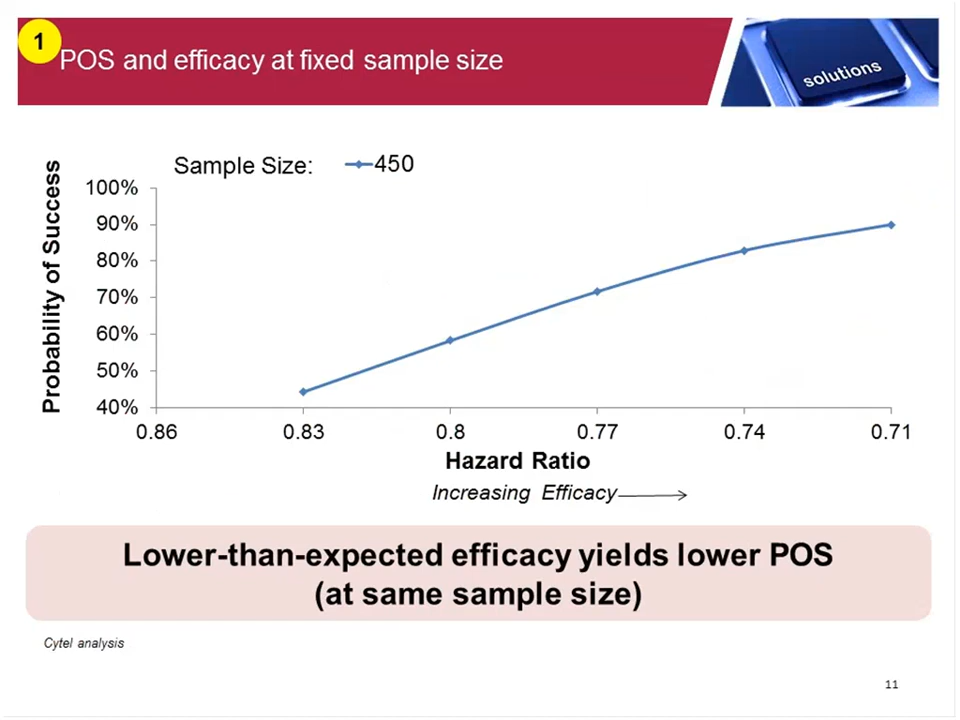 1
POS and efficacy at fixed sample size
solutions
Sample Size: 450
Probability of Success
100%
90%
80%
70%
60%
50%
40%
0.86 0.83 0.8 0.77 0.74 0.71
Hazard Ratio
Increasing Efficacy
Lower-than-expected efficacy yields lower POS
(at same sample size)
Cytel analysis
11